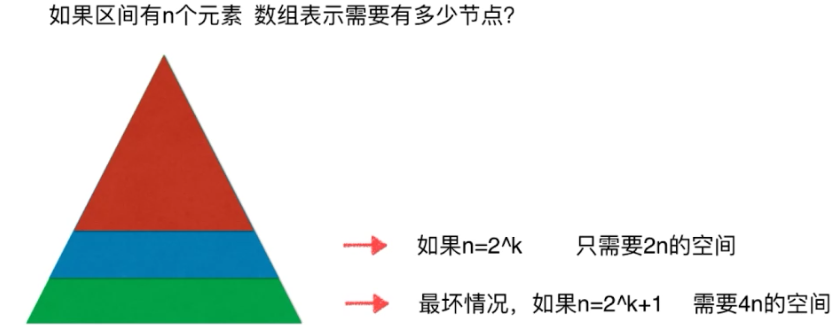 如果区间有n个元素 数组表示需要有多少节点?
如果n=2^k 只需要2n的空间
最坏情况，如果n=2^k+1 需要4n的空间